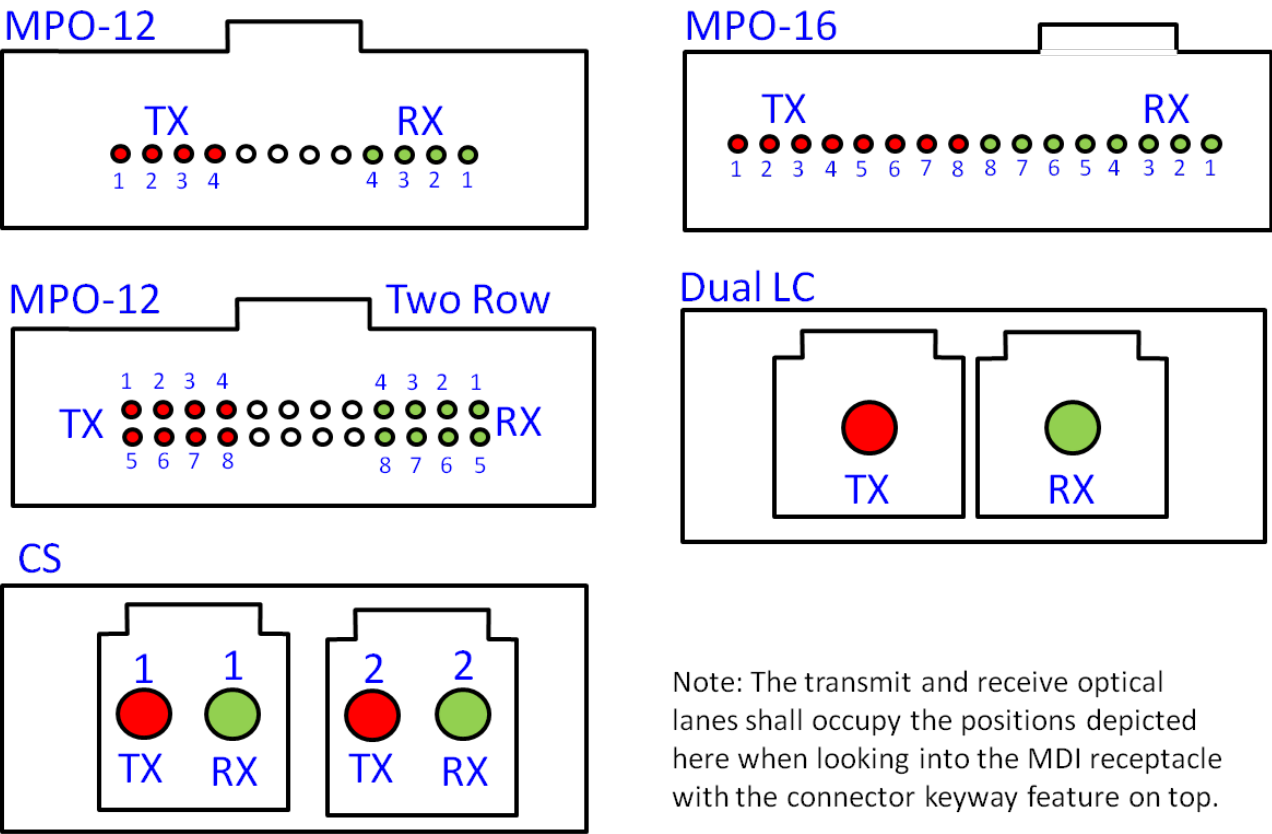 MPO-12
TX RX
1 2 3 4 4 3 2 1
MPO-16
TX RX
1 2 3 4 5 6 7 8 8 7 6 5 4 3 2 1
MPO-12 Two Row
1 2 3 4 4 3 2 1
TX RX
5 6 7 8 8 7 6 5
Dual LC
TX RX
CS
1 1 2 2
TX RX TX RX
Note: The transmit and receive optical
lanes shall occupy the positions depicted
here when looking into the MDI receptacle
with the connector keyway feature on top.